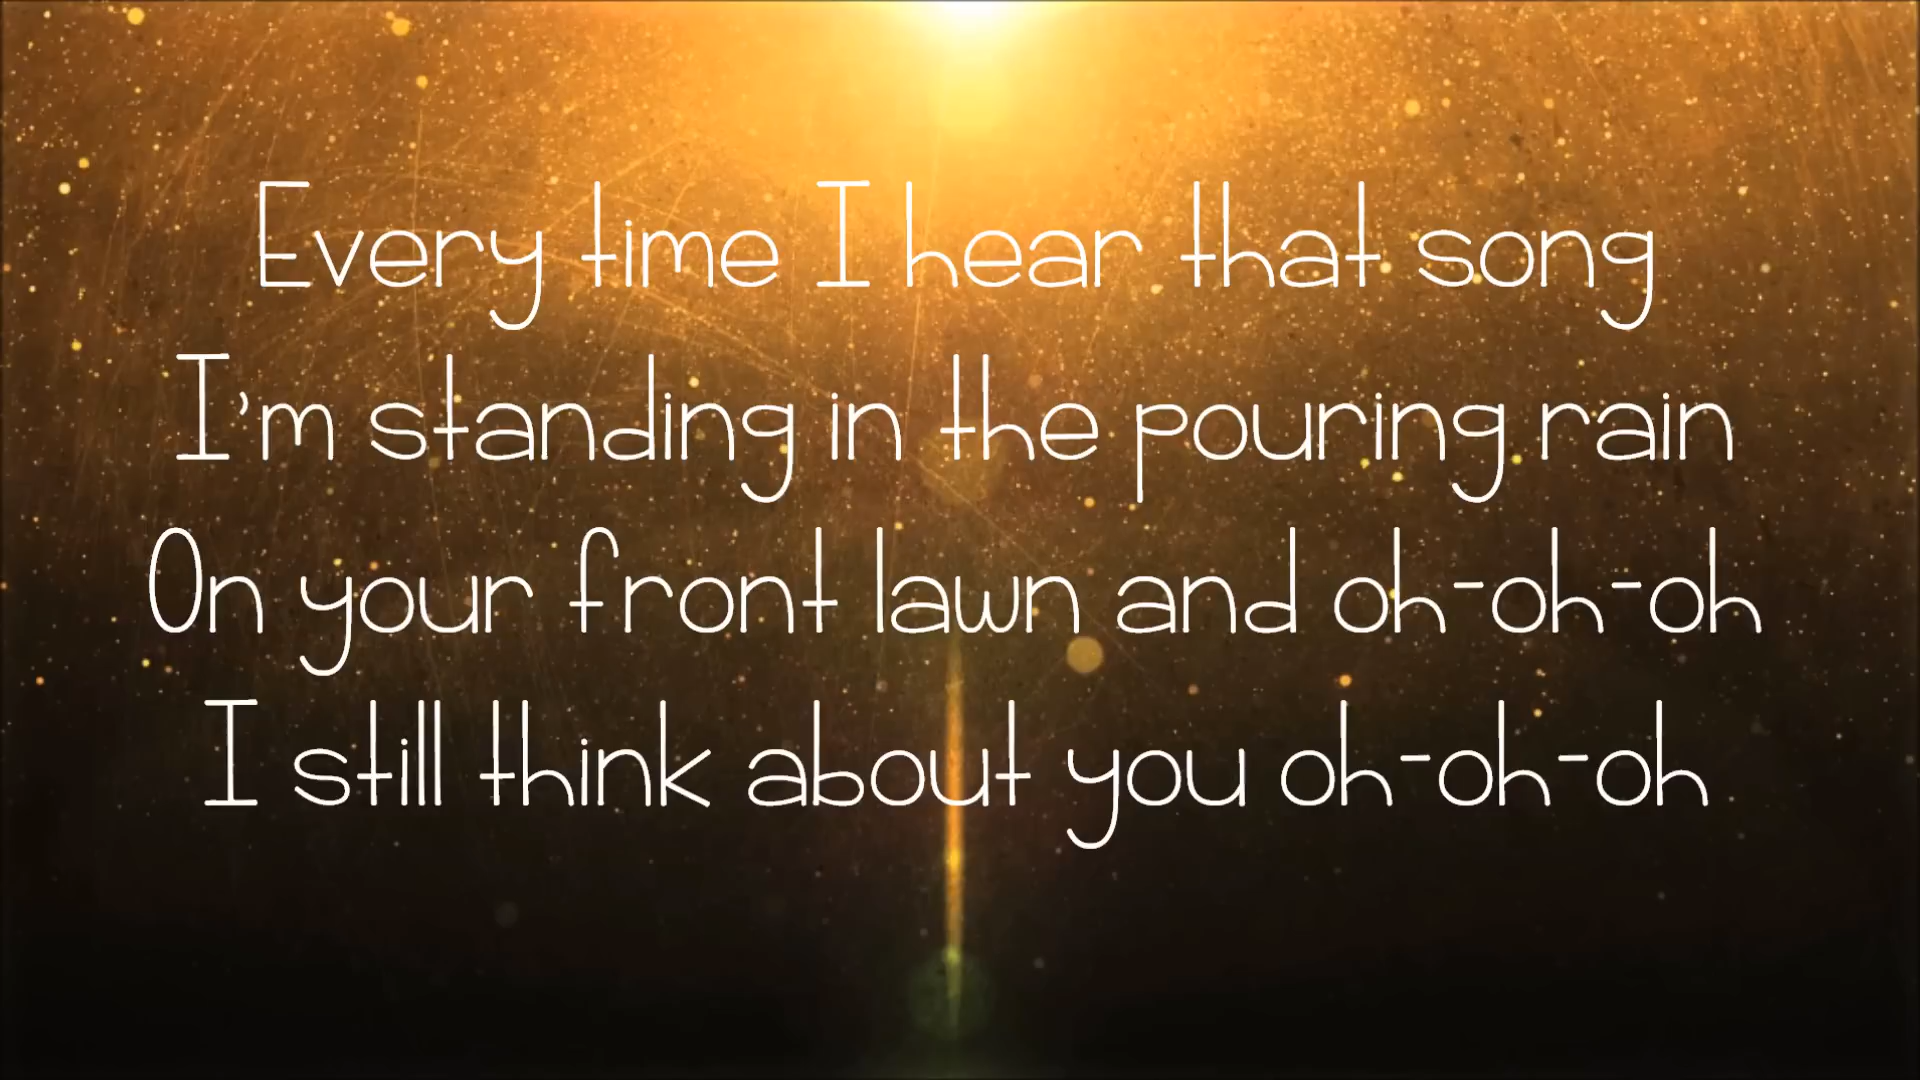 Every time I hear that song
I'm standing in the pouring rain
On your front lawn and oh-oh-oh
I still think about you oh-oh-oh